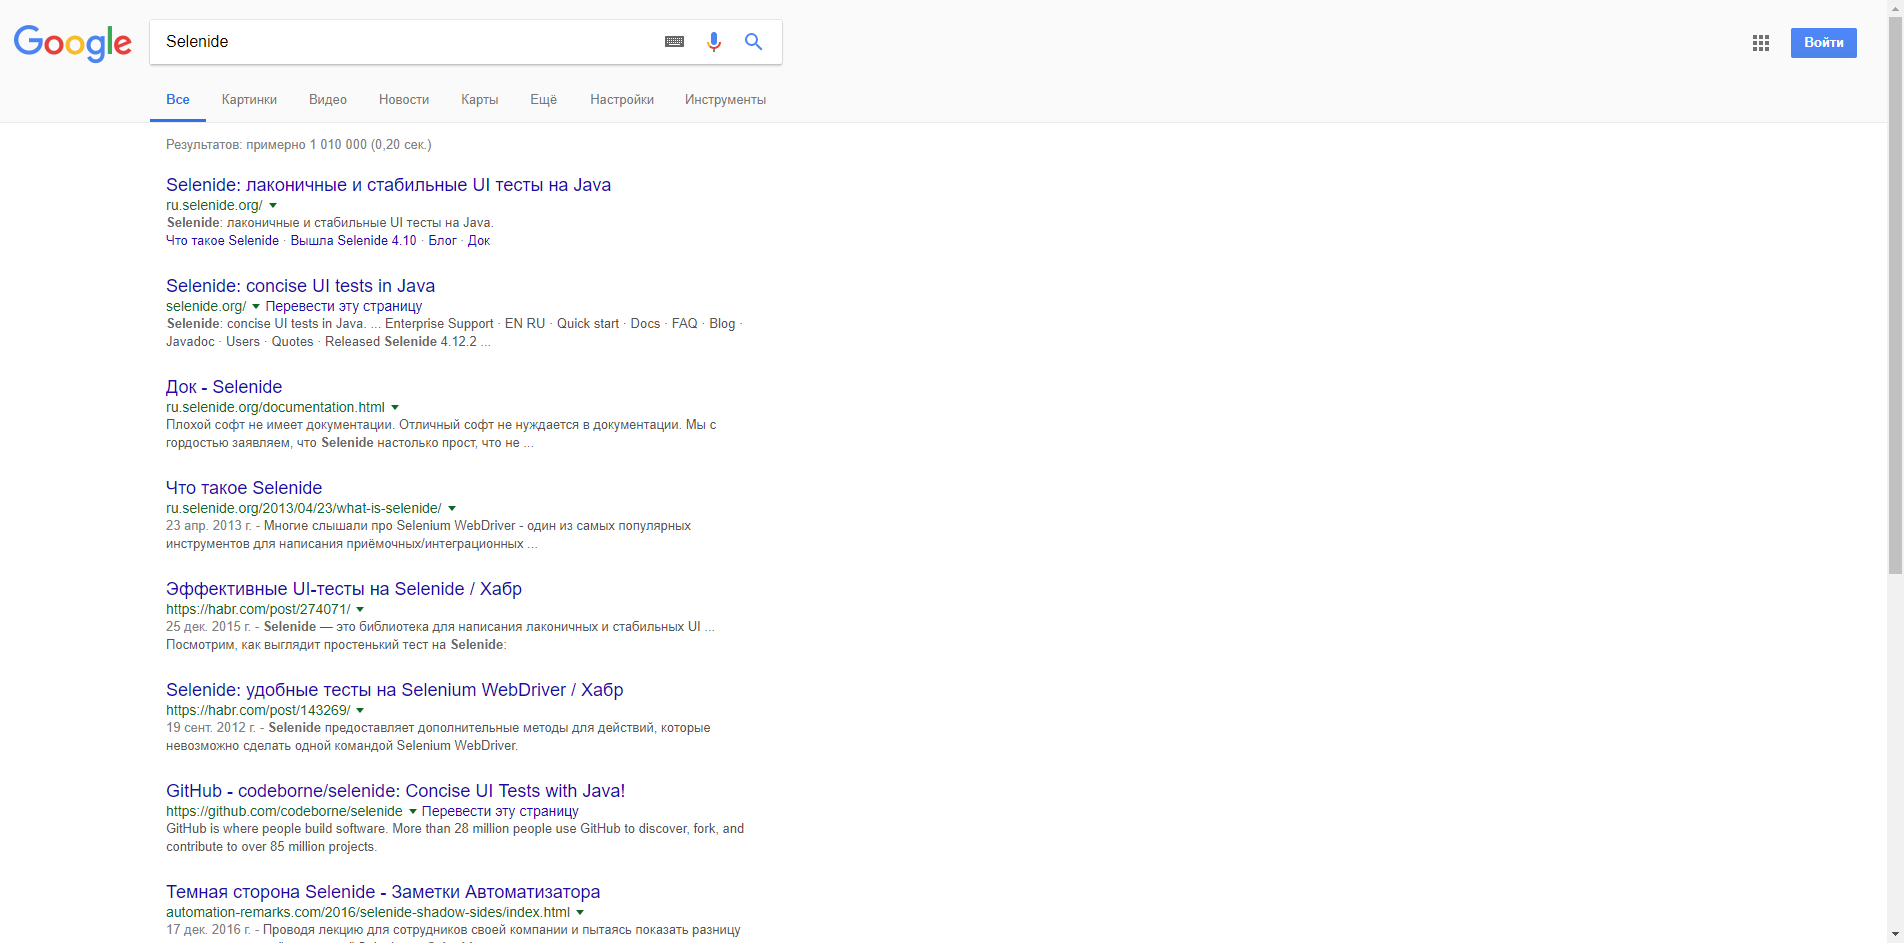 Google
Selenide
Войти
Все Картинки Видео Новости Карты Ещё Настройки Инструменты
Результатов: примерно 1 010 000 (0,20 сек.)
Selenide: лаконичные и стабильные UI тесты на Java
ru.selenide.org/
Selenide: лаконичные и стабильные UI тесты на Java.
Что такое Selenide · Вышла Selenide 4.10 · Блог · Док
Selenide: concise UI tests in Java
selenide.org/ Перевести эту страницу
Selenide: concise UI tests in Java. ... Enterprise Support · EN RU · Quick start · Docs · FAQ · Blog ·
Javadoc · Users · Quotes · Released Selenide 4.12.2 ...
Док - Selenide
ru.selenide.org/documentation.html
Плохой софт не имеет документации. Отличный софт не нуждается в документации. Мы с
гордостью заявляем, что Selenide настолько прост, что не ...
Что такое Selenide
ru.selenide.org/2013/04/23/what-is-selenide/
23 апр. 2013 г. - Многие слышали про Selenium WebDriver - один из самых популярных
инструментов для написания приёмочных/интеграционных ...
Эффективные UI-тесты на Selenide / Хабр
https://habr.com/post/274071/
25 дек. 2015 г. - Selenide — это библиотека для написания лаконичных и стабильных UI ...
Посмотрим, как выглядит простенький тест на Selenide:
Selenide: удобные тесты на Selenium WebDriver / Хабр
https://habr.com/post/143269/
19 сент. 2012 г. - Selenide предоставляет дополнительные методы для действий, которые
невозможно сделать одной командой Selenium WebDriver.
GitHub - codeborne/selenide: Concise UI Tests with Java!
https://github.com/codeborne/selenide Перевести эту страницу
GitHub is where people build software. More than 28 million people use GitHub to discover, fork, and
contribute to over 85 million projects.
Темная сторона Selenide - Заметки Автоматизатора
automation-remarks.com/2016/selenide-shadow-sides/index.html
17 дек. 2016 г. - Проводя лекцию для сотрудников своей компании и пытаясь показать разницу